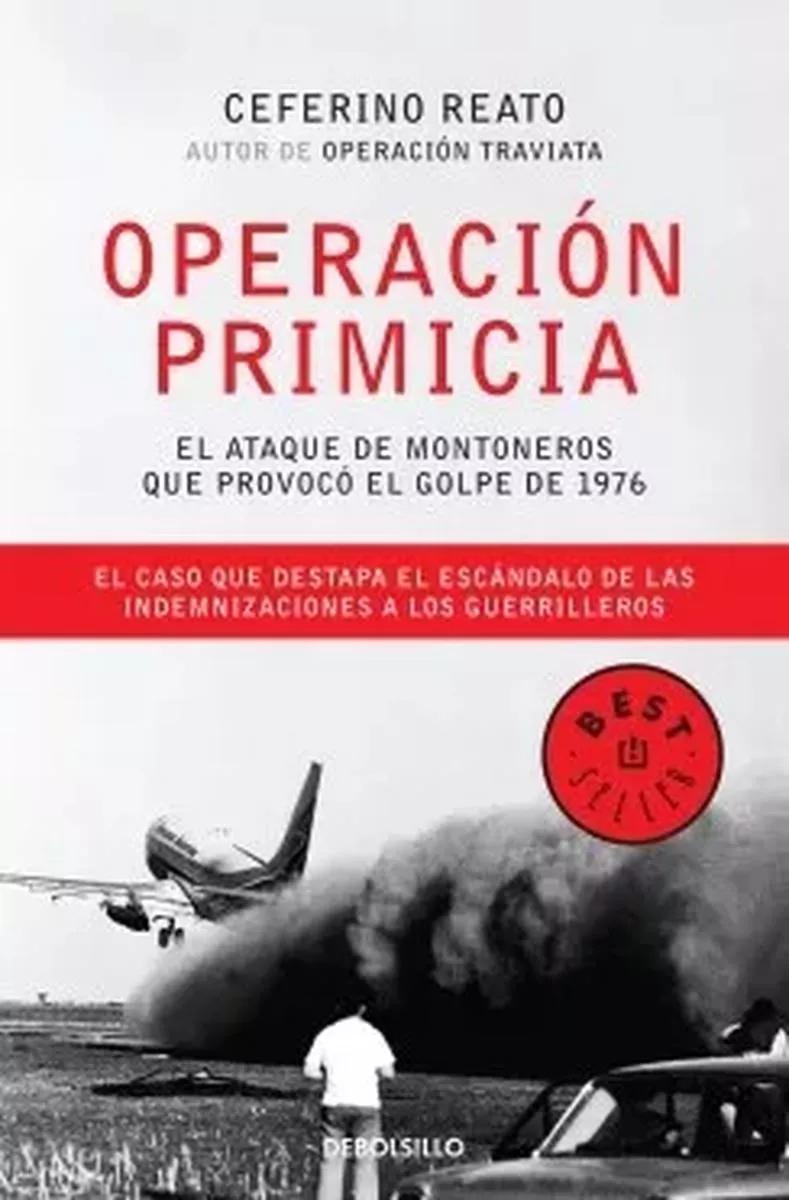 CEFERINO REATO
AUTOR DE OPERACIÓN TRAVIATA
OPERACIÓN
PRIMICIA
EL ATAQUE DE MONTONEROS
QUE PROVOCÓ EL GOLPE DE 1976
EL CASO QUE DESTAPA EL ESCÁNDALO DE LAS
INDEMNIZACIONES A LOS GUERRILLEROS
BEST
SELLER
DEBOLSILLO